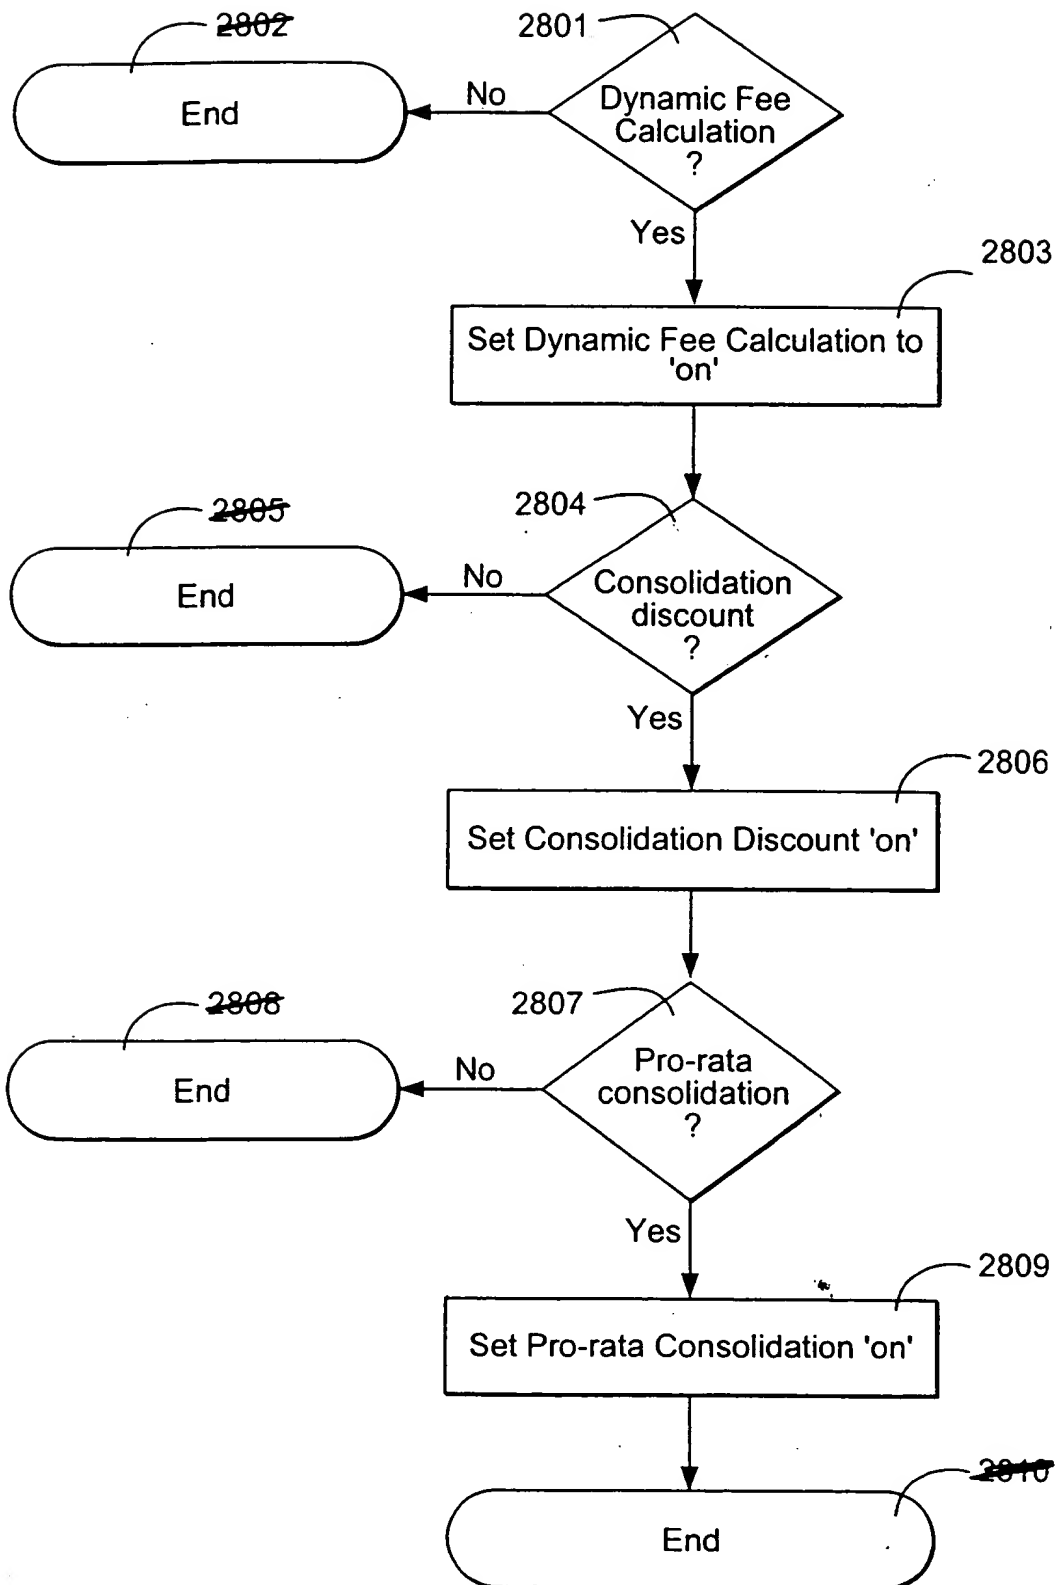 2802
2801
End
No
Dynamic Fee
Calculation
?
Yes
2803
Set Dynamic Fee Calculation to
'on'
2805
2804
End
No
Consolidation
discount
?
Yes
2806
Set Consolidation Discount 'on'
2808
2807
End
No
Pro-rata
consolidation
?
Yes
2809
Set Pro-rata Consolidation 'on'
2810
End